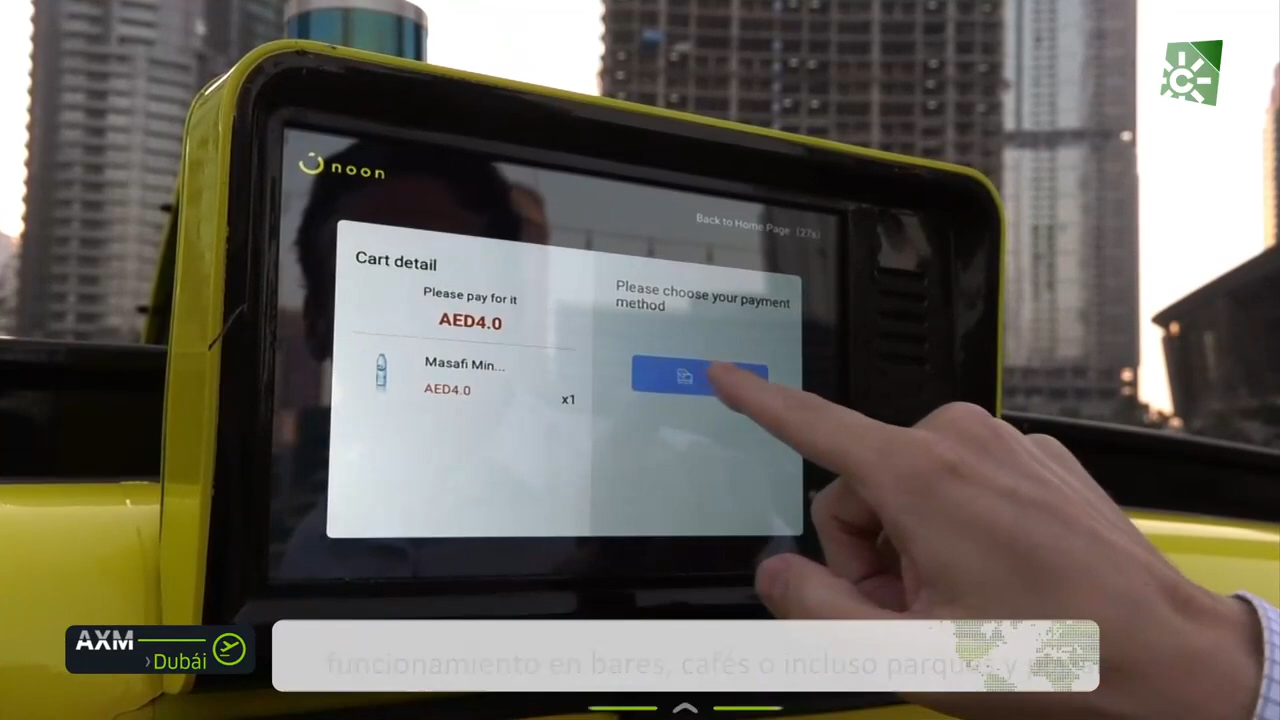 noon
Back to Home Page (27s)
Cart detail
Please pay for it
AED4.0
Masafi Min...
AED4.0
x1
Please choose your payment
method
AXM
Dubái
funcionamiento en bares, cafés o incluso parques y